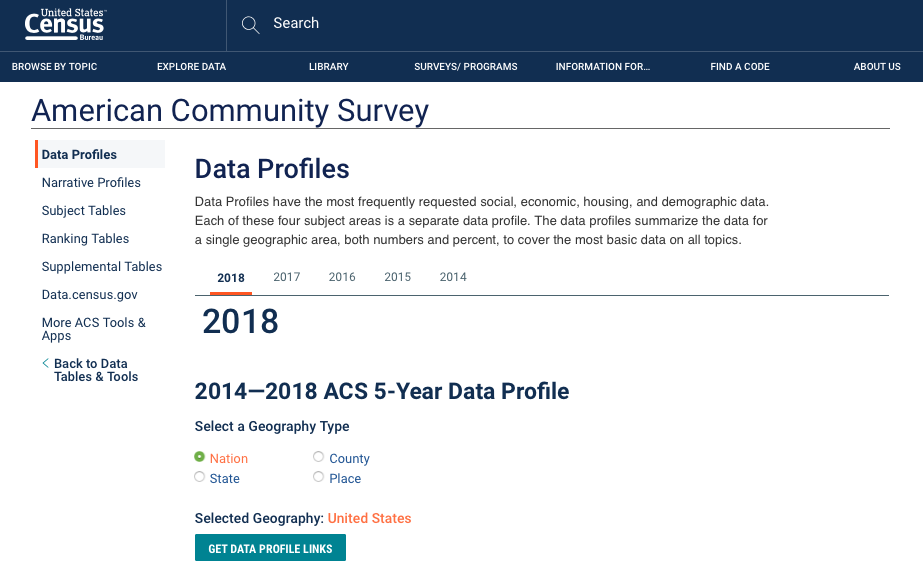 United States™
Census
Bureau
Search
BROWSE BY TOPIC
EXPLORE DATA
LIBRARY
SURVEYS/ PROGRAMS
INFORMATION FOR...
FIND A CODE
ABOUT US
American Community Survey
Data Profiles
Narrative Profiles
Subject Tables
Ranking Tables
Supplemental Tables
Data.census.gov
More ACS Tools &
Apps
Back to Data
Tables & Tools
Data Profiles
Data Profiles have the most frequently requested social, economic, housing, and demographic data.
Each of these four subject areas is a separate data profile. The data profiles summarize the data for
a single geographic area, both numbers and percent, to cover the most basic data on all topics.
2018 2017 2016 2015 2014
2018
2014—2018 ACS 5-Year Data Profile
Select a Geography Type
Nation County
State Place
Selected Geography: United States
GET DATA PROFILE LINKS